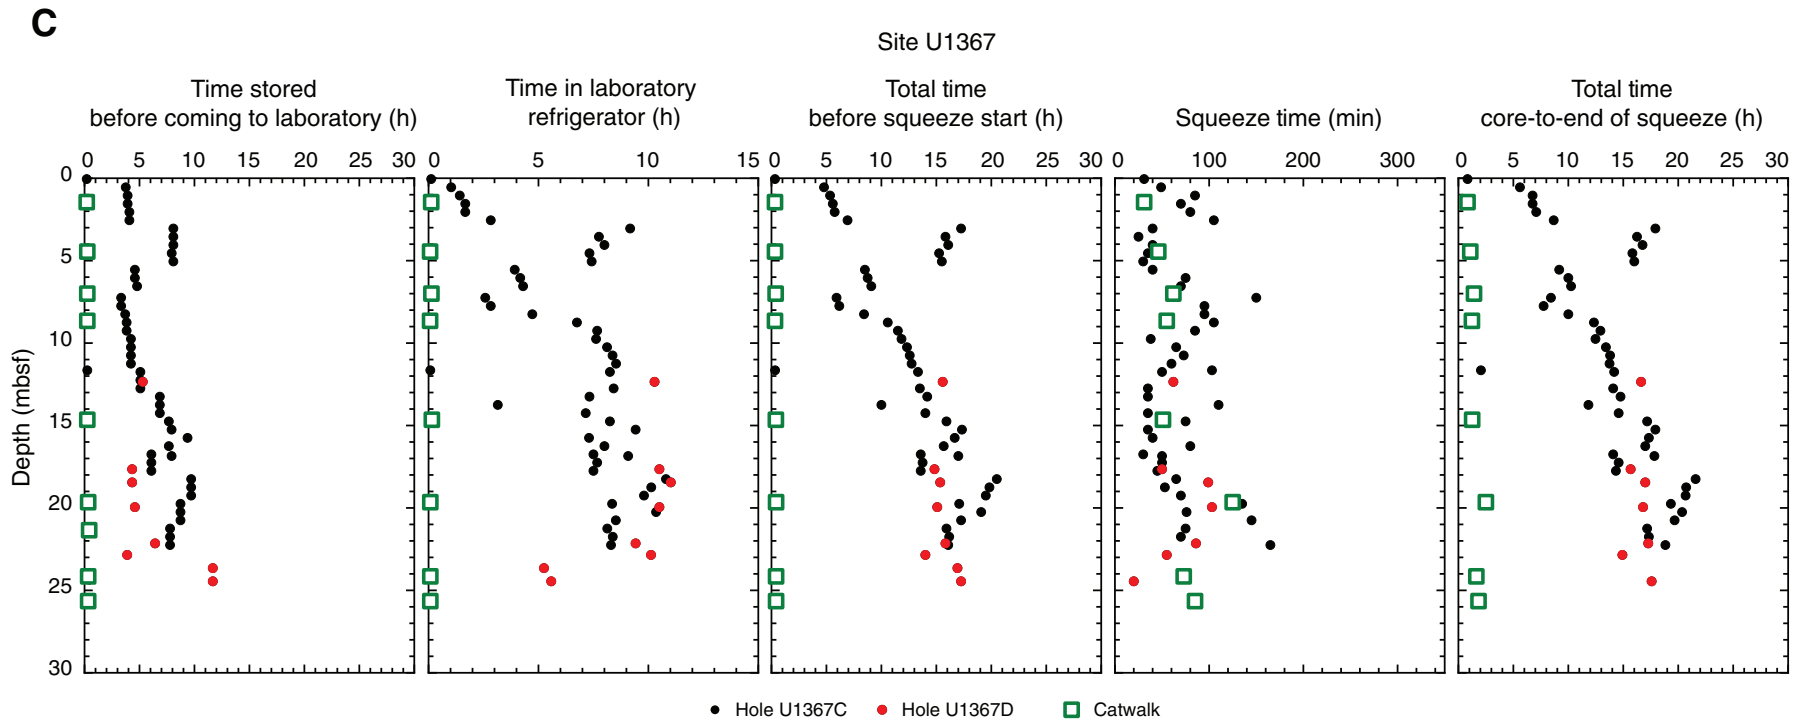 C
Site U1367
Time stored
before coming to laboratory (h)
Time in laboratory
refrigerator (h)
Total time
before squeeze start (h)
Squeeze time (min)
Total time
core-to-end of squeeze (h)
0 5 10 15 20 25 30
0 5 10 15
0 5 10 15 20 25 30
0 100 200 300
0 5 10 15 20 25 30
0
5
10
15
20
25
30
Depth (mbsf)
Hole U1367C
Hole U1367D
Catwalk